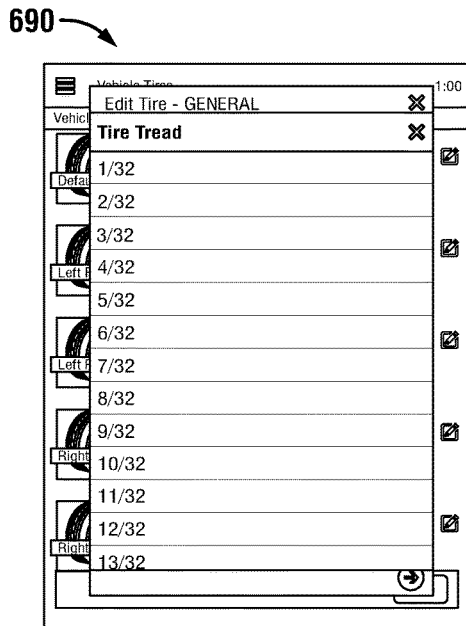 690
Vehicle Tires
1:00
Edit Tire - GENERAL
Vehicl
Tire Tread
1/32
Defau
2/32
3/32
4/32
Left F
5/32
6/32
7/32
Left F
8/32
9/32
10/32
Right
11/32
12/32
Right
13/32